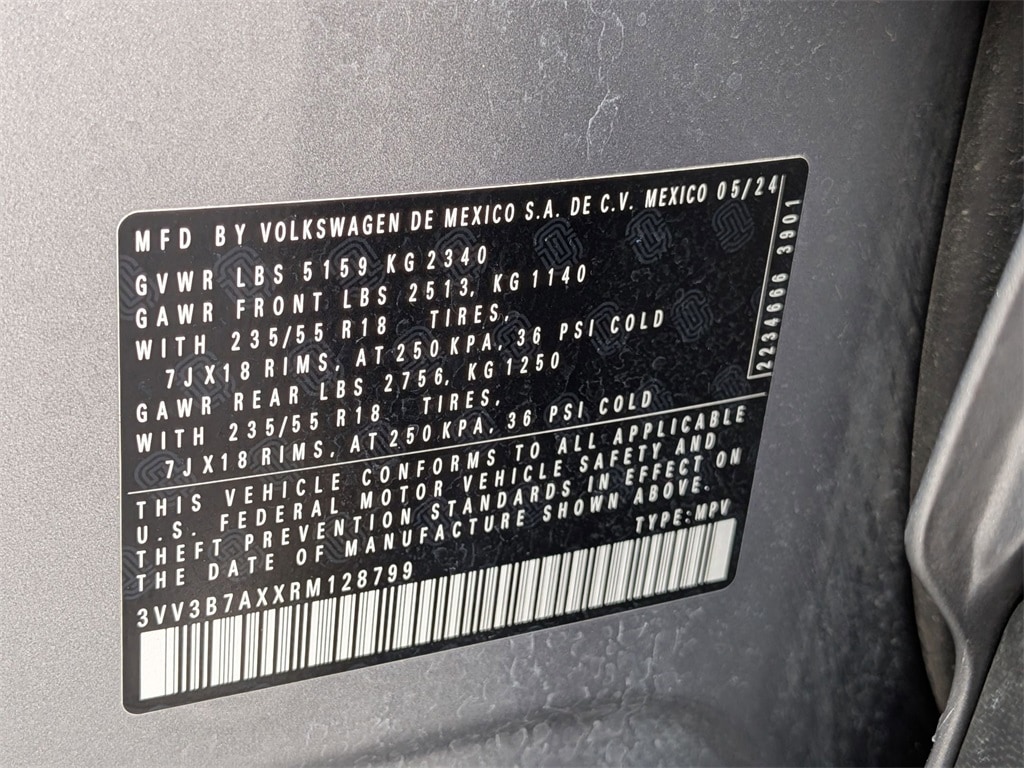 MFD BY VOLKSWAGEN DE MEXICO S.A. DE C.V. MEXICO 05/24
GVWR LBS 5159 KG 2340
GAWR FRONT LBS 2513, KG 1140
WITH 235/55 R18 TIRES,
7JX18 RIMS, AT 250 KPA, 36 PSI COLD
GAWR REAR LBS 2756, KG 1250
WITH 235/55 R18 TIRES,
7JX18 RIMS, AT 250 KPA, 36 PSI COLD
2234666 3901
THIS VEHICLE CONFORMS TO ALL APPLICABLE
U.S. FEDERAL MOTOR VEHICLE SAFETY AND
THEFT PREVENTION STANDARDS IN EFFECT ON
THE DATE OF MANUFACTURE SHOWN ABOVE.
3VV3B7AXXRM128799 TYPE:MPV